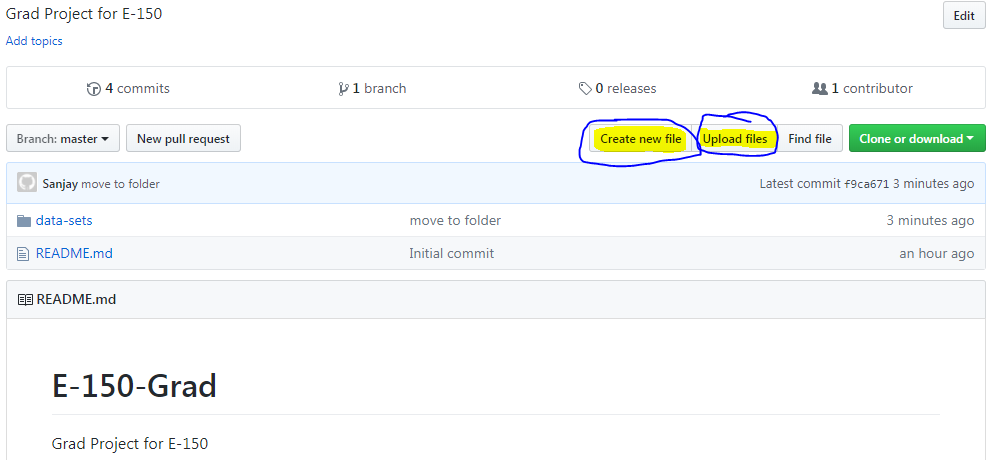 Grad Project for E-150 Edit
Add topics
4 commits 1 branch 0 releases 1 contributor
Branch: master New pull request Create new file Upload files Find file Clone or download
Sanjay move to folder Latest commit f9ca671 3 minutes ago
data-sets move to folder 3 minutes ago
README.md Initial commit an hour ago
README.md
E-150-Grad
Grad Project for E-150